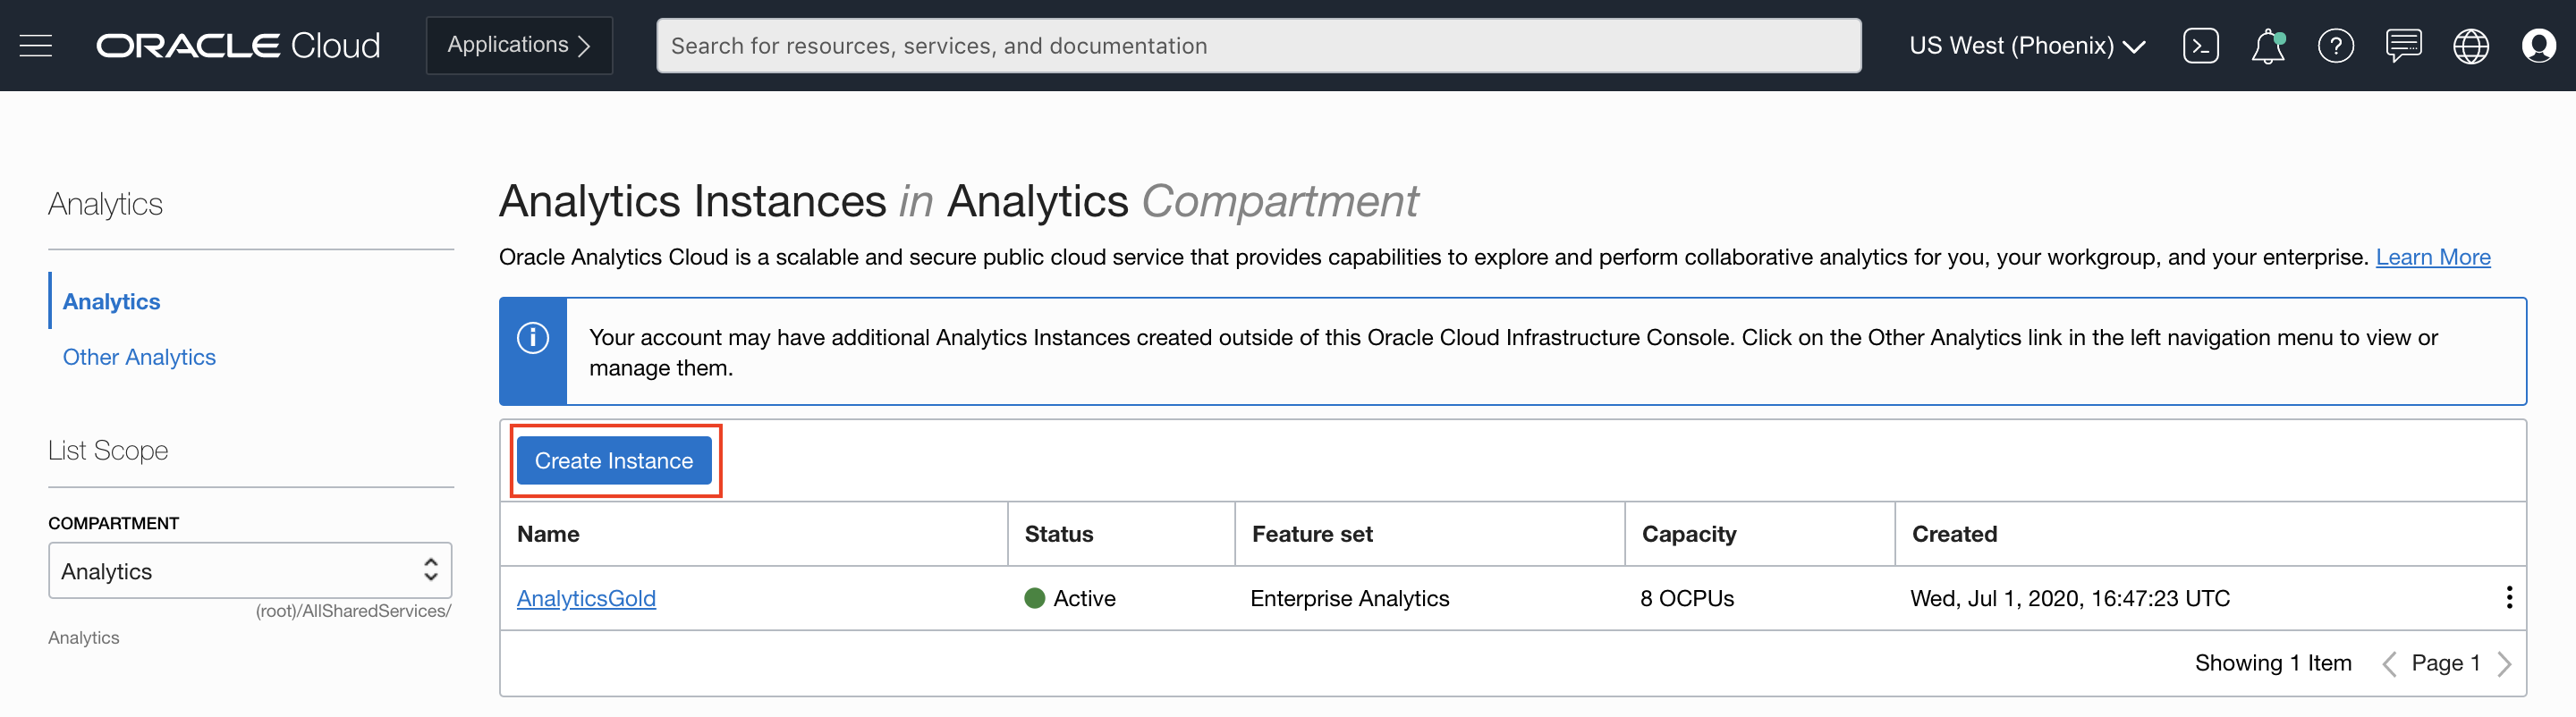 ORACLE Cloud
Applications
Search for resources, services, and documentation
US West (Phoenix)
Analytics
Analytics
Other Analytics
List Scope
COMPARTMENT
Analytics
(root)/AllSharedServices/
Analytics
Analytics Instances in Analytics Compartment
Oracle Analytics Cloud is a scalable and secure public cloud service that provides capabilities to explore and perform collaborative analytics for you, your workgroup, and your enterprise. Learn More
Your account may have additional Analytics Instances created outside of this Oracle Cloud Infrastructure Console. Click on the Other Analytics link in the left navigation menu to view or
manage them.
Create Instance
Name Status Feature set Capacity Created
AnalyticsGold Active Enterprise Analytics 8 OCPUs Wed, Jul 1, 2020, 16:47:23 UTC
Showing 1 Item Page 1